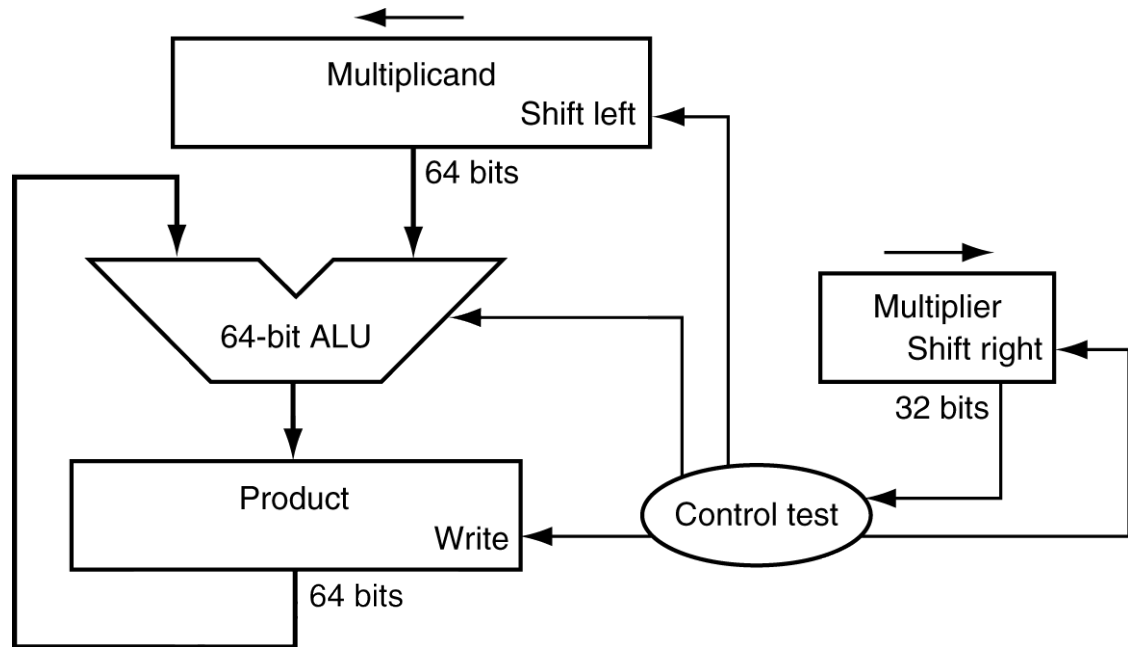 Multiplicand
Shift left
64 bits
64-bit ALU
Multiplier
Shift right
32 bits
Product
Write
Control test
64 bits